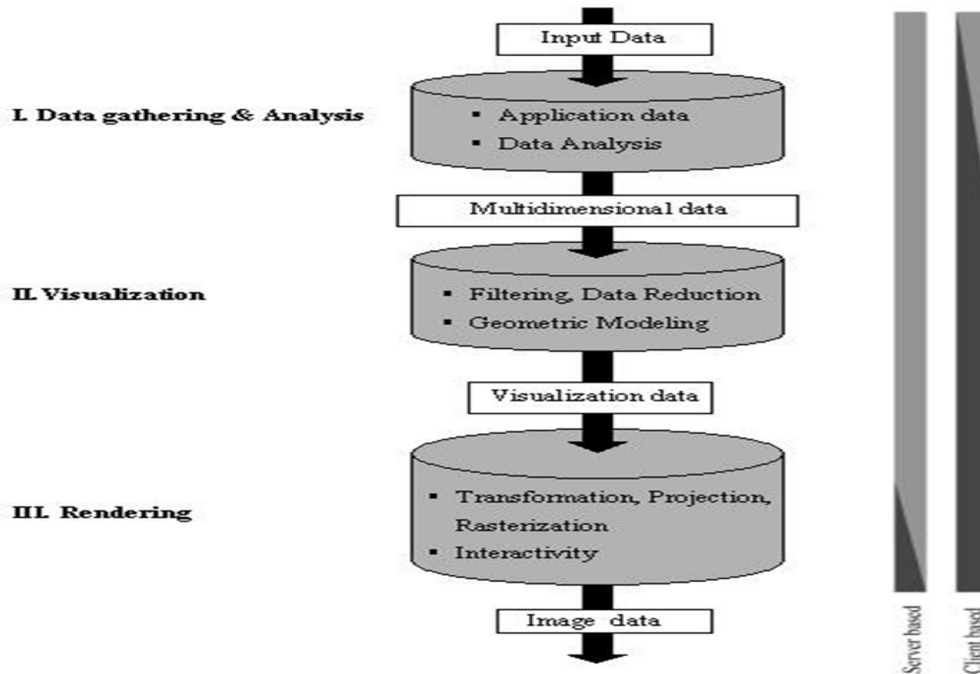 Input Data
I. Data gathering & Analysis
▪ Application data
▪ Data Analysis
Multidimensional data
II. Visualization
▪ Filtering, Data Reduction
▪ Geometric Modeling
Visualization data
III. Rendering
▪ Transformation, Projection,
Rasterization
▪ Interactivity
Image data
Server based
Client based